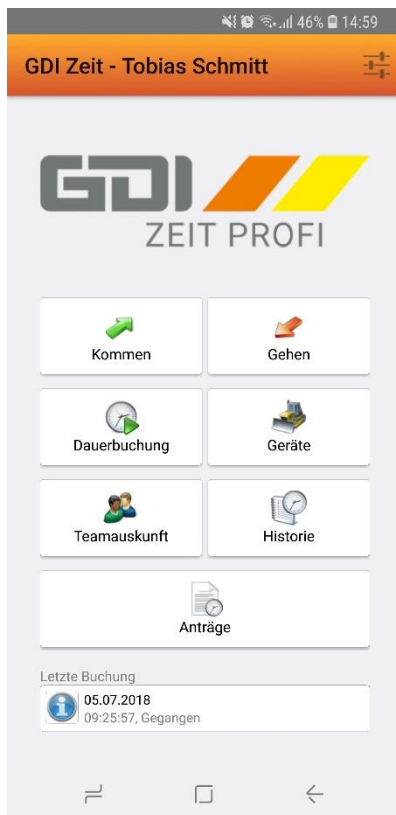 46% 14:59
GDI Zeit - Tobias Schmitt
GDI
ZEIT PROFI
Kommen Gehen
Dauerbuchung Geräte
Teamauskunft Historie
Anträge
Letzte Buchung
05.07.2018
09:25:57, Gegangen